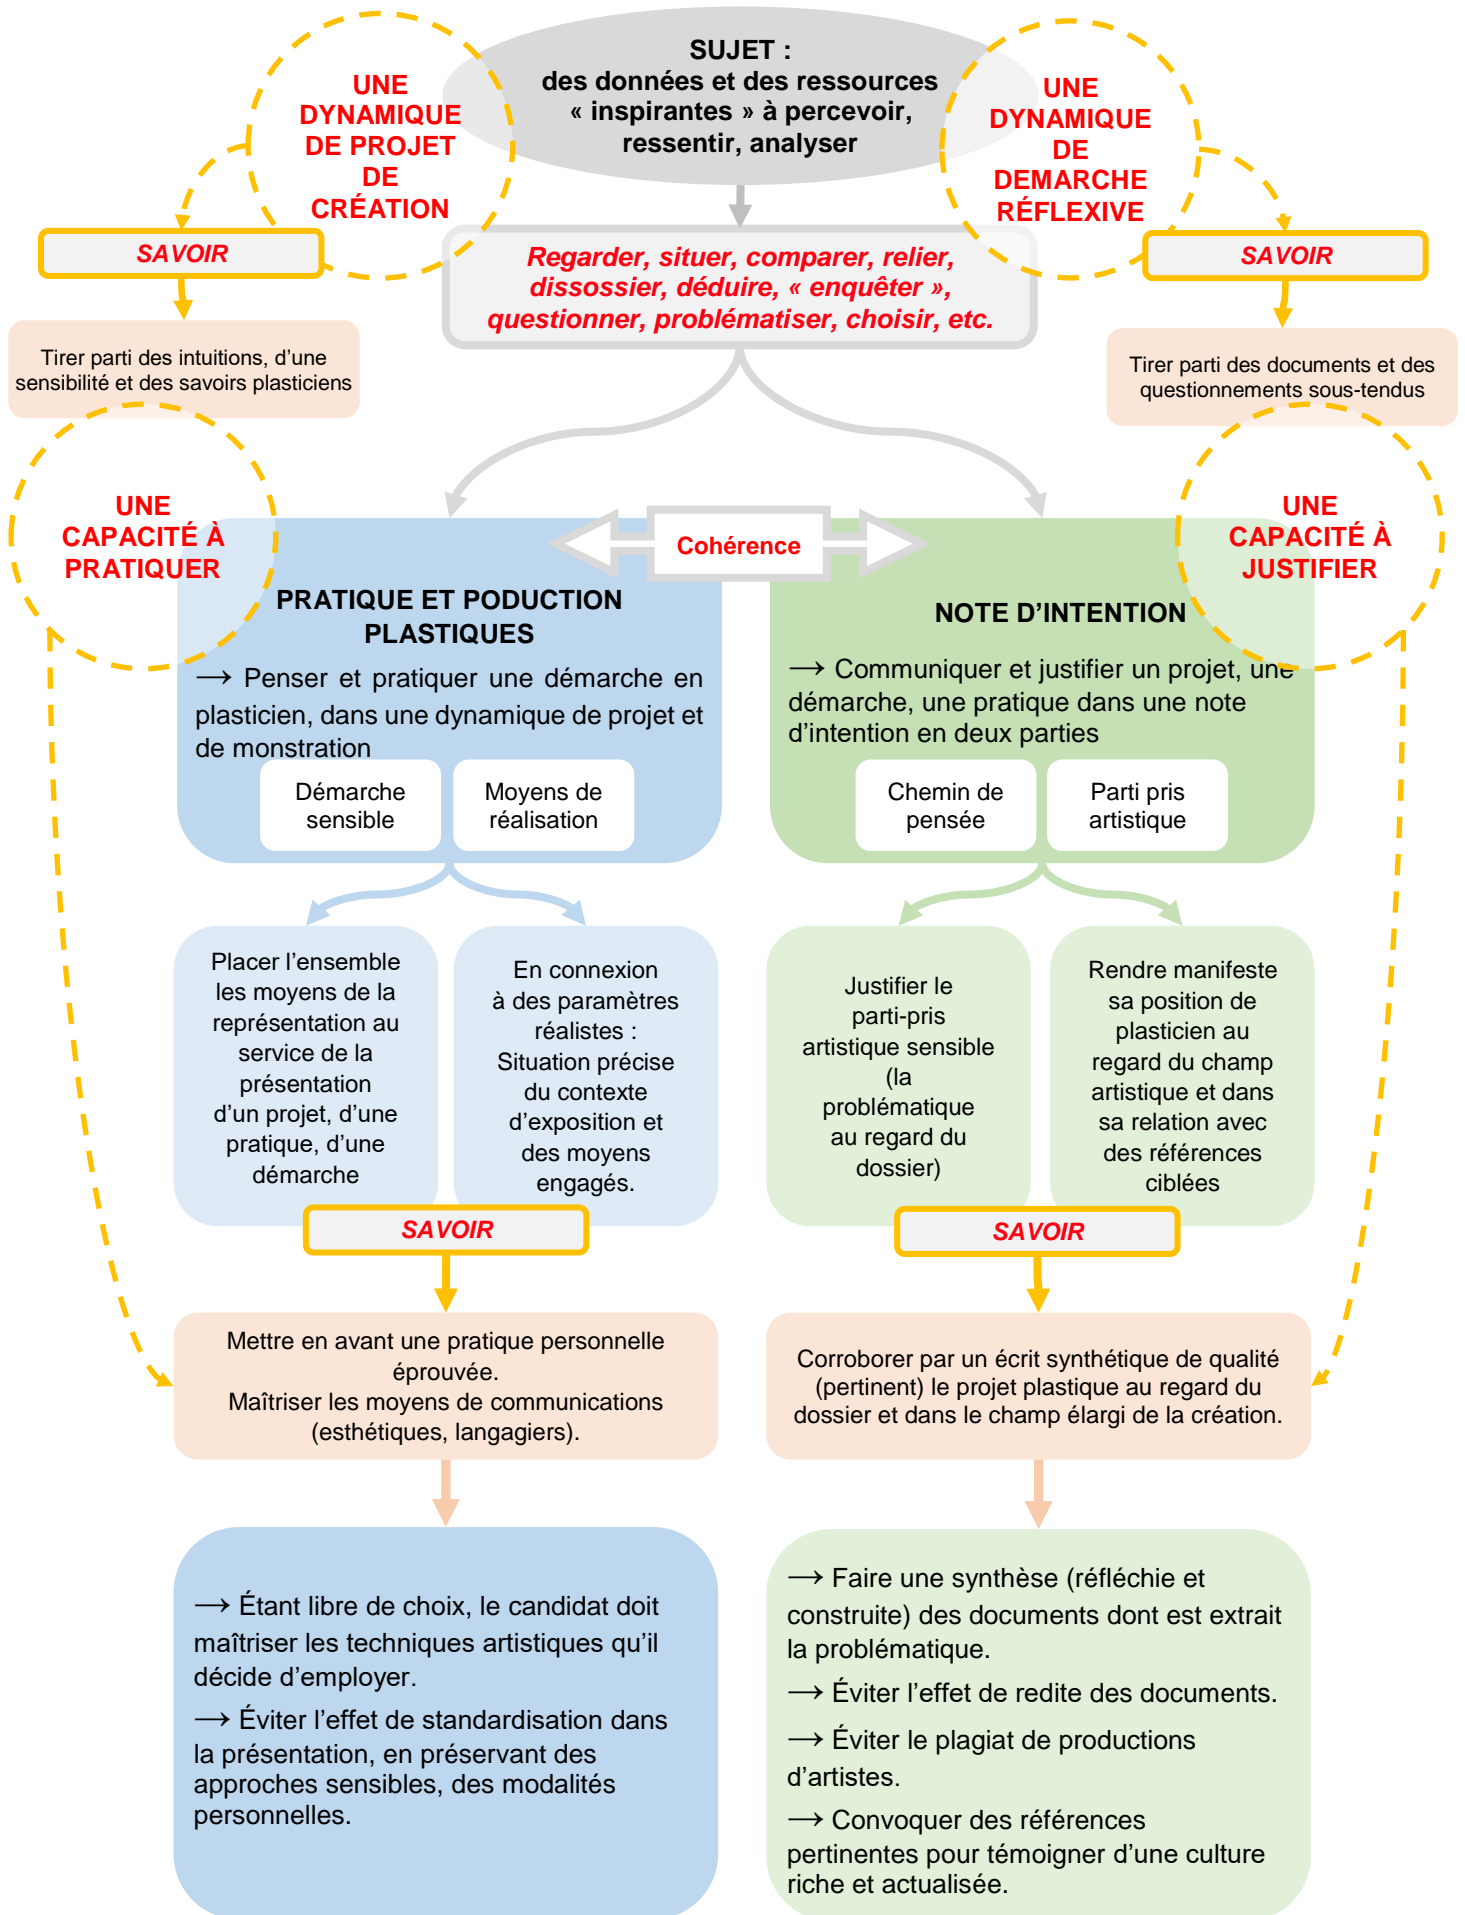 SUJET :
des données et des ressources
« inspirantes » à percevoir,
ressentir, analyser
UNE
DYNAMIQUE
DE PROJET
DE
CRÉATION
UNE
DYNAMIQUE
DE
DEMARCHE
RÉFLEXIVE
SAVOIR
Regarder, situer, comparer, relier,
dissossier, déduire, « enquêter »,
questionner, problématiser, choisir, etc.
SAVOIR
Tirer parti des intuitions, d’une
sensibilité et des savoirs plasticiens
Tirer parti des documents et des
questionnements sous-tendus
UNE
CAPACITÉ À
PRATIQUER
Cohérence
UNE
CAPACITÉ À
JUSTIFIER
PRATIQUE ET PODUCTION
PLASTIQUES
→ Penser et pratiquer une démarche en
plasticien, dans une dynamique de projet et
de monstration
Démarche
sensible
Moyens de
réalisation
NOTE D’INTENTION
→ Communiquer et justifier un projet, une
démarche, une pratique dans une note
d’intention en deux parties
Chemin de
pensée
Parti pris
artistique
Placer l’ensemble
les moyens de la
représentation au
service de la
présentation
d’un projet, d’une
pratique, d’une
démarche
En connexion
à des paramètres
réalistes :
Situation précise
du contexte
d’exposition et
des moyens
engagés.
Justifier le
parti-pris
artistique sensible
(la
problématique
au regard du
dossier)
Rendre manifeste
sa position de
plasticien au
regard du champ
artistique et dans
sa relation avec
des références
ciblées
SAVOIR
SAVOIR
Mettre en avant une pratique personnelle
éprouvée.
Maîtriser les moyens de communications
(esthétiques, langagiers).
Corroborer par un écrit synthétique de qualité
(pertinent) le projet plastique au regard du
dossier et dans le champ élargi de la création.
→ Étant libre de choix, le candidat doit
maîtriser les techniques artistiques qu’il
décide d’employer.
→ Éviter l’effet de standardisation dans
la présentation, en préservant des
approches sensibles, des modalités
personnelles.
→ Faire une synthèse (réfléchie et
construite) des documents dont est extrait
la problématique.
→ Éviter l’effet de redite des documents.
→ Éviter le plagiat de productions
d’artistes.
→ Convoquer des références
pertinentes pour témoigner d’une culture
riche et actualisée.